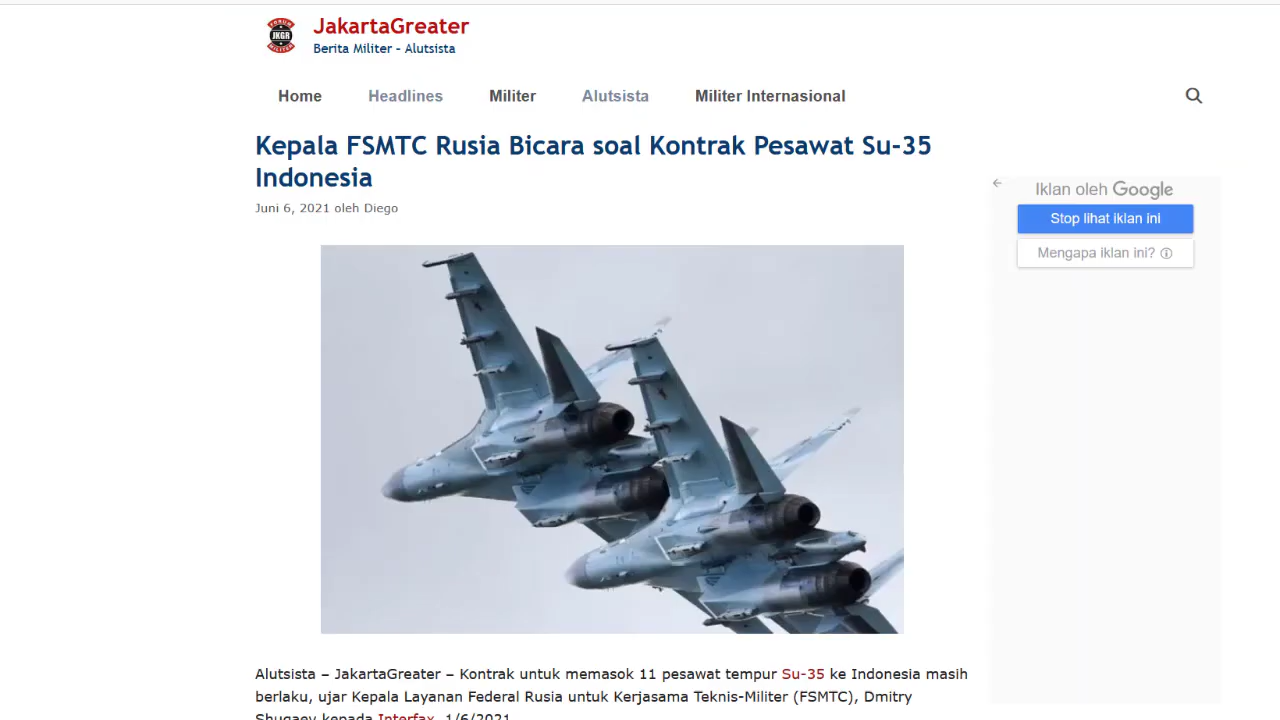 JakartaGreater
Berita Militer – Alutsista
FORUM
JKGR
MILITER
Home Headlines Militer Alutsista Militer Internasional
Kepala FSMTC Rusia Bicara soal Kontrak Pesawat Su-35
Indonesia
Juni 6, 2021 oleh Diego
Iklan oleh Google
Stop lihat iklan ini
Mengapa iklan ini?
Alutsista – JakartaGreater – Kontrak untuk memasok 11 pesawat tempur Su-35 ke Indonesia masih
berlaku, ujar Kepala Layanan Federal Rusia untuk Kerjasama Teknis-Militer (FSMTC), Dmitry
Shugaev kepada Interfax, 1/6/2021.